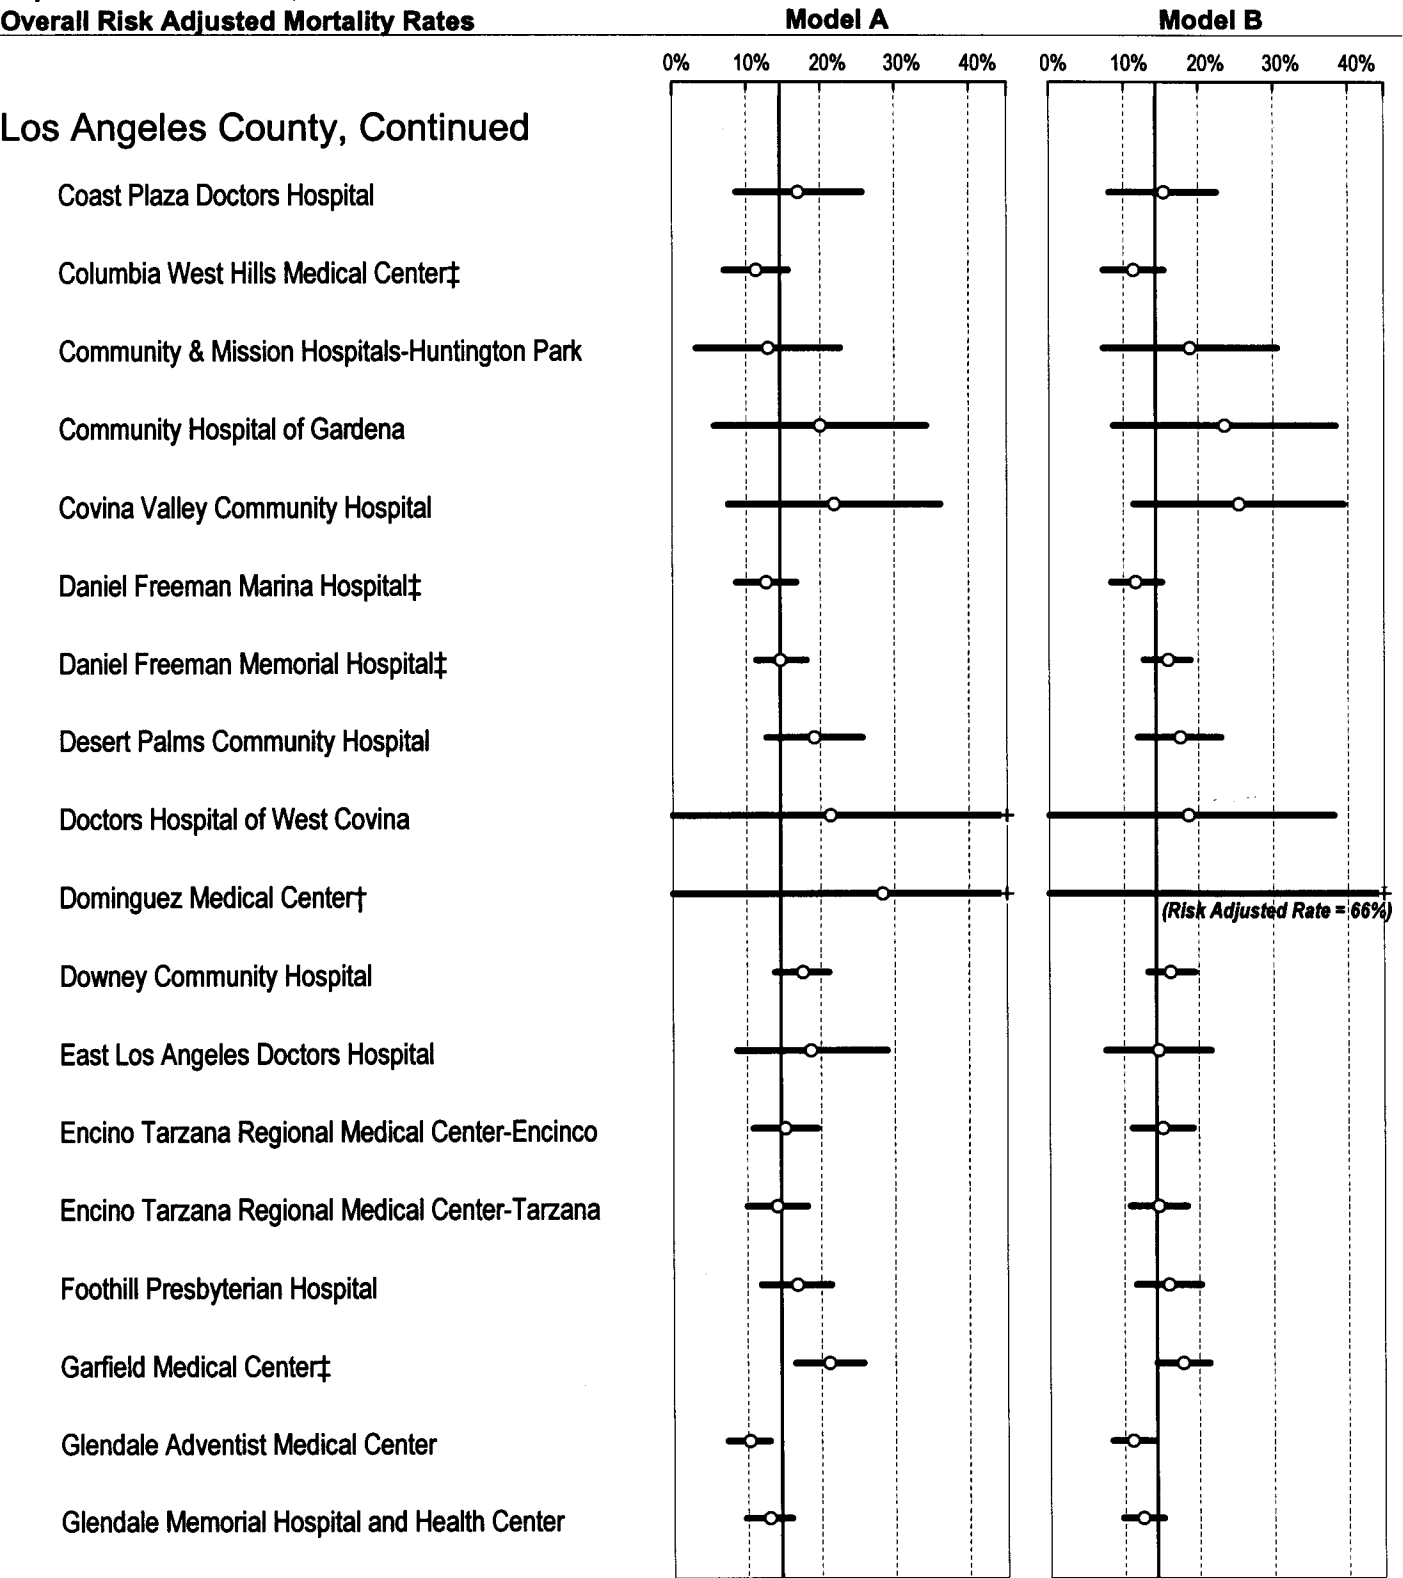 Overall Risk Adjusted Mortality Rates Model A Model B
0% 10% 20% 30% 40% 0% 10% 20% 30% 40%
Los Angeles County, Continued
Coast Plaza Doctors Hospital
Columbia West Hills Medical Center‡
Community & Mission Hospitals-Huntington Park
Community Hospital of Gardena
Covina Valley Community Hospital
Daniel Freeman Marina Hospital‡
Daniel Freeman Memorial Hospital‡
Desert Palms Community Hospital
Doctors Hospital of West Covina
+
Dominguez Medical Center†
+ +
(Risk Adjusted Rate = 66%)
Downey Community Hospital
East Los Angeles Doctors Hospital
Encino Tarzana Regional Medical Center-Encinco
Encino Tarzana Regional Medical Center-Tarzana
Foothill Presbyterian Hospital
Garfield Medical Center‡
Glendale Adventist Medical Center
Glendale Memorial Hospital and Health Center